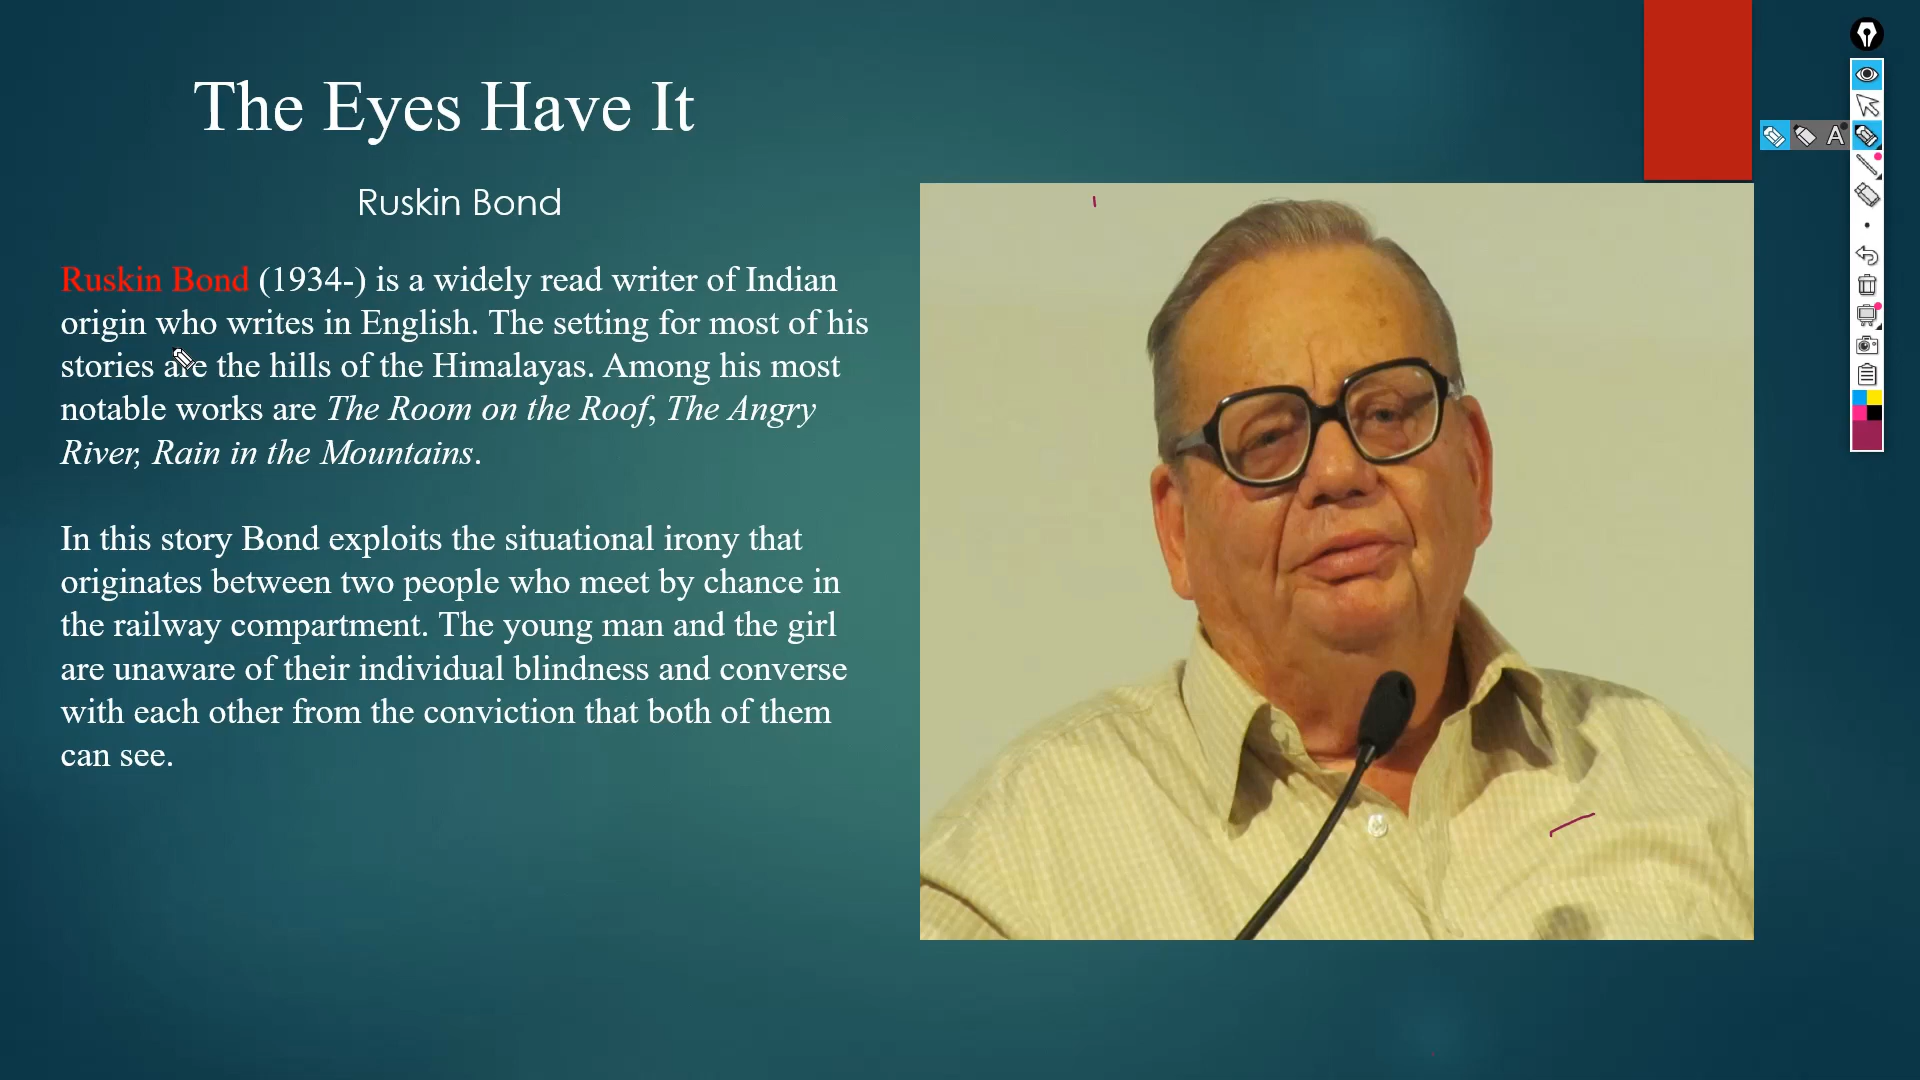 The Eyes Have It
Ruskin Bond
Ruskin Bond (1934-) is a widely read writer of Indian
origin who writes in English. The setting for most of his
stories are the hills of the Himalayas. Among his most
notable works are The Room on the Roof, The Angry
River, Rain in the Mountains.
In this story Bond exploits the situational irony that
originates between two people who meet by chance in
the railway compartment. The young man and the girl
are unaware of their individual blindness and converse
with each other from the conviction that both of them
can see.
A